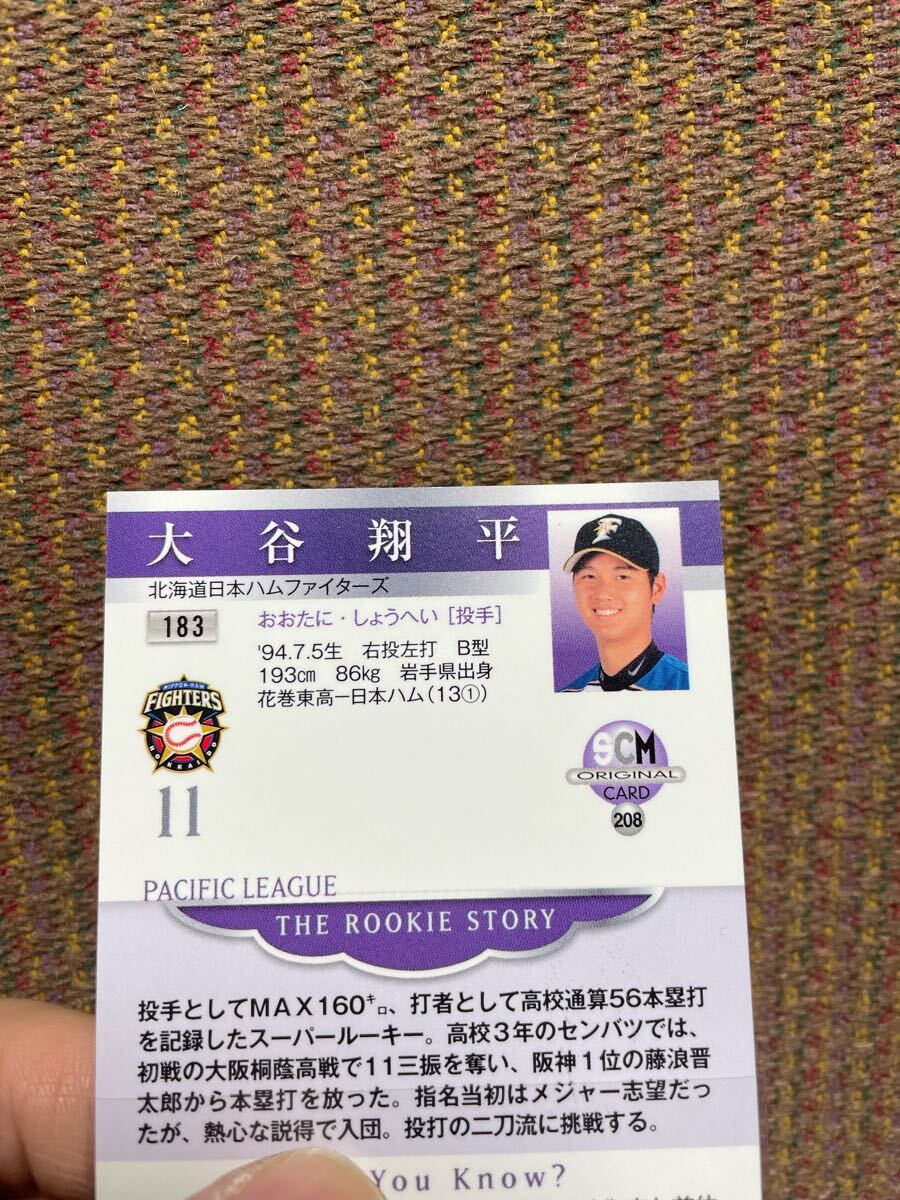 大谷翔平
北海道日本ハムファイターズ
183
おおたに・しょうへい［投手］
'94.7.5生　右投左打　B型
193cm　86kg　岩手県出身
花巻東高―日本ハム（13①）
F
NIPPON-HAM
FIGHTERS
HOKKAIDO
SCM
ORIGINAL
CARD
208
11
PACIFIC LEAGUE
THE ROOKIE STORY
投手としてMAX160㌔、打者として高校通算56本塁打
を記録したスーパールーキー。高校3年のセンバツでは、
初戦の大阪桐蔭高戦で11三振を奪い、阪神1位の藤浪晋
太郎から本塁打を放った。指名当初はメジャー志望だっ
たが、熱心な説得で入団。投打の二刀流に挑戦する。
You Know?